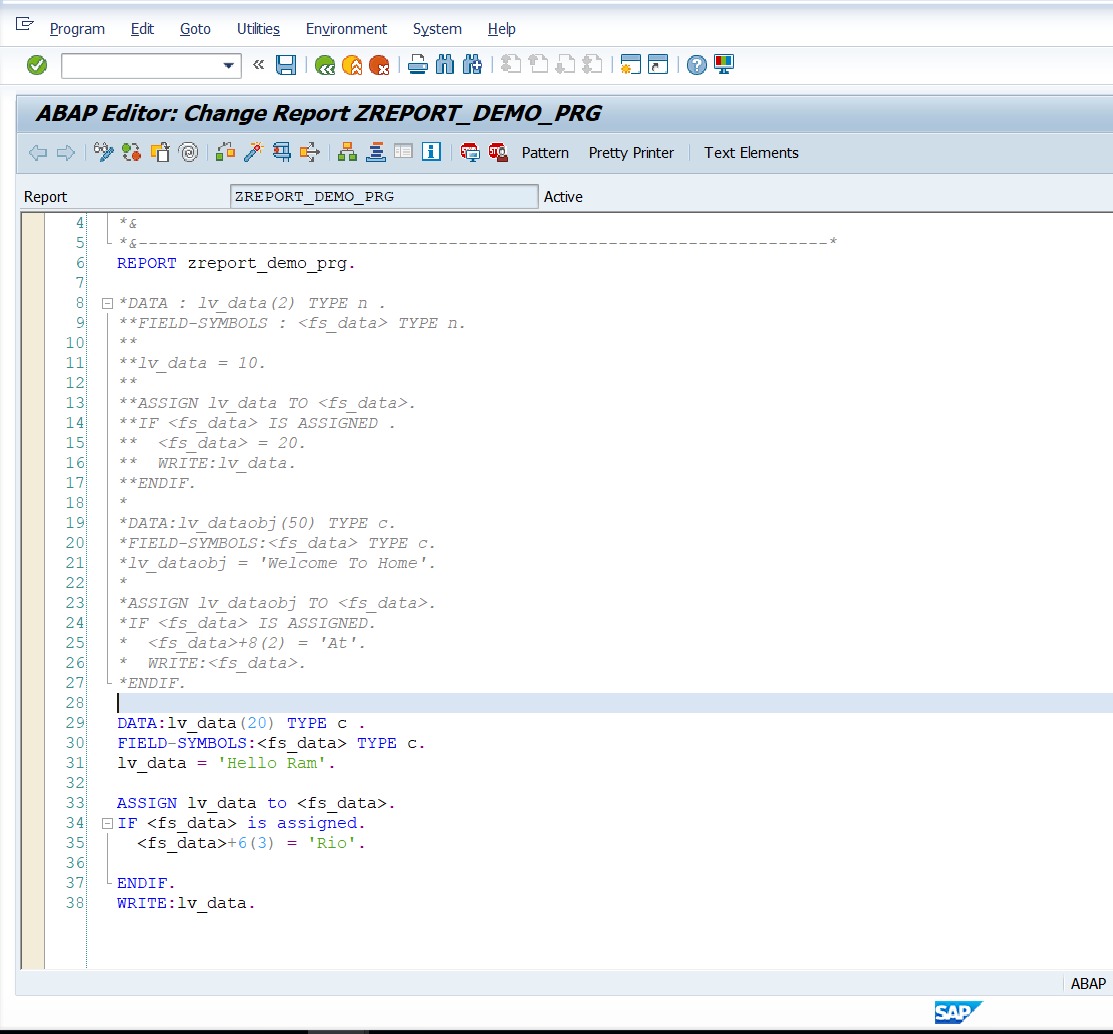 Program Edit Goto Utilities Environment System Help
«
ABAP Editor: Change Report ZREPORT_DEMO_PRG
Pattern Pretty Printer Text Elements
Report ZREPORT_DEMO_PRG Active
4 *&
5 *&---------------------------------------------------------------------*
6 REPORT zreport_demo_prg.
7
8 *DATA : lv_data(2) TYPE n .
9 **FIELD-SYMBOLS : <fs_data> TYPE n.
10 **
11 **lv_data = 10.
12 **
13 **ASSIGN lv_data TO <fs_data>.
14 **IF <fs_data> IS ASSIGNED .
15 **  <fs_data> = 20.
16 **  WRITE:lv_data.
17 **ENDIF.
18 *
19 *DATA:lv_dataobj(50) TYPE c.
20 *FIELD-SYMBOLS:<fs_data> TYPE c.
21 *lv_dataobj = 'Welcome To Home'.
22 *
23 *ASSIGN lv_dataobj TO <fs_data>.
24 *IF <fs_data> IS ASSIGNED.
25 *  <fs_data>+8(2) = 'At'.
26 *  WRITE:<fs_data>.
27 *ENDIF.
28
29 DATA:lv_data(20) TYPE c .
30 FIELD-SYMBOLS:<fs_data> TYPE c.
31 lv_data = 'Hello Ram'.
32
33 ASSIGN lv_data to <fs_data>.
34 IF <fs_data> is assigned.
35   <fs_data>+6(3) = 'Rio'.
36
37 ENDIF.
38 WRITE:lv_data.
ABAP
SAP